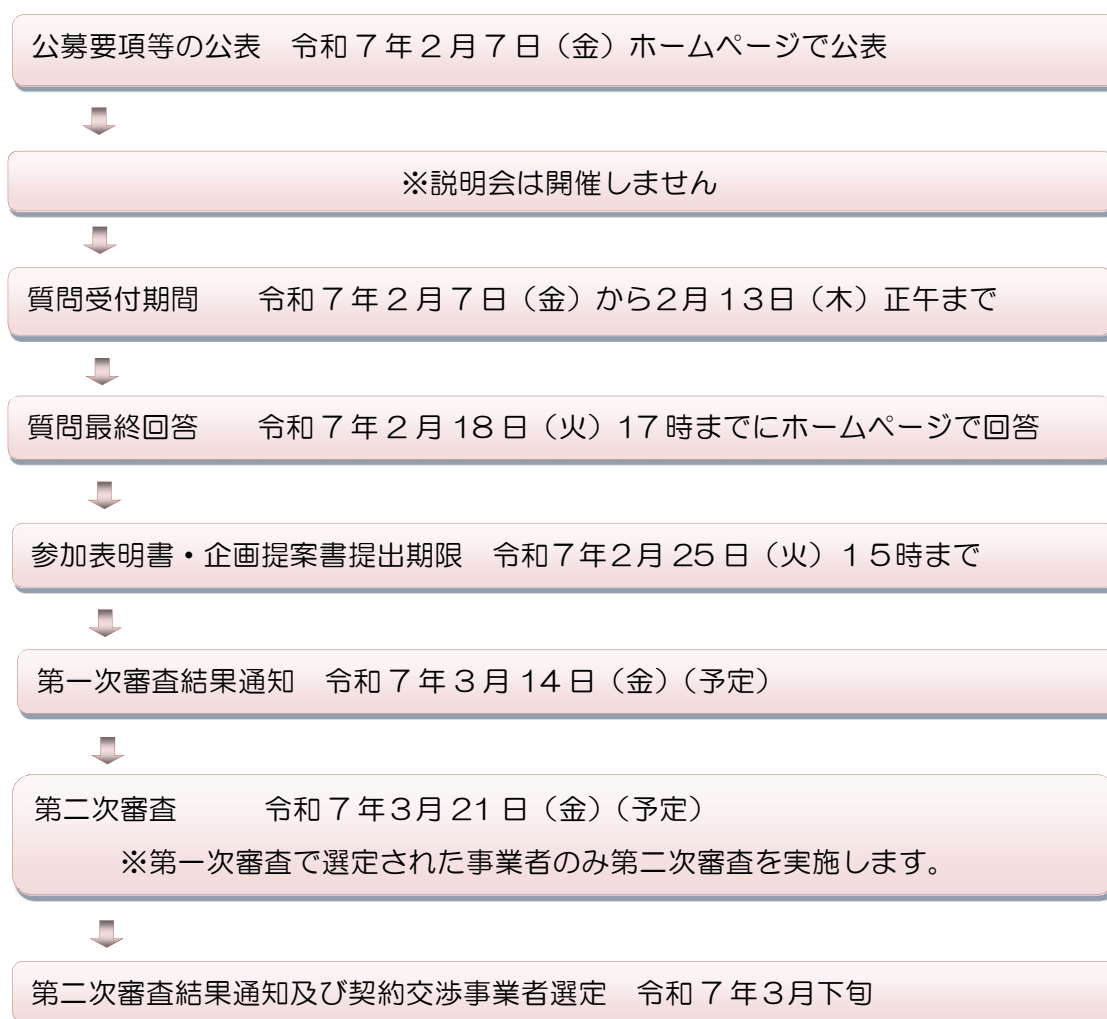 公募要項等の公表　令和７年２月７日（金）ホームページで公表
※説明会は開催しません
質問受付期間　　令和７年２月７日（金）から２月１３日（木）正午まで
質問最終回答　　令和７年２月18日（火）17時までにホームページで回答
参加表明書・企画提案書提出期限　令和７年２月25日（火）１５時まで
第一次審査結果通知　令和７年３月14日（金）（予定）
第二次審査　　　令和７年３月21日（金）（予定）
※第一次審査で選定された事業者のみ第二次審査を実施します。
第二次審査結果通知及び契約交渉事業者選定　令和７年３月下旬